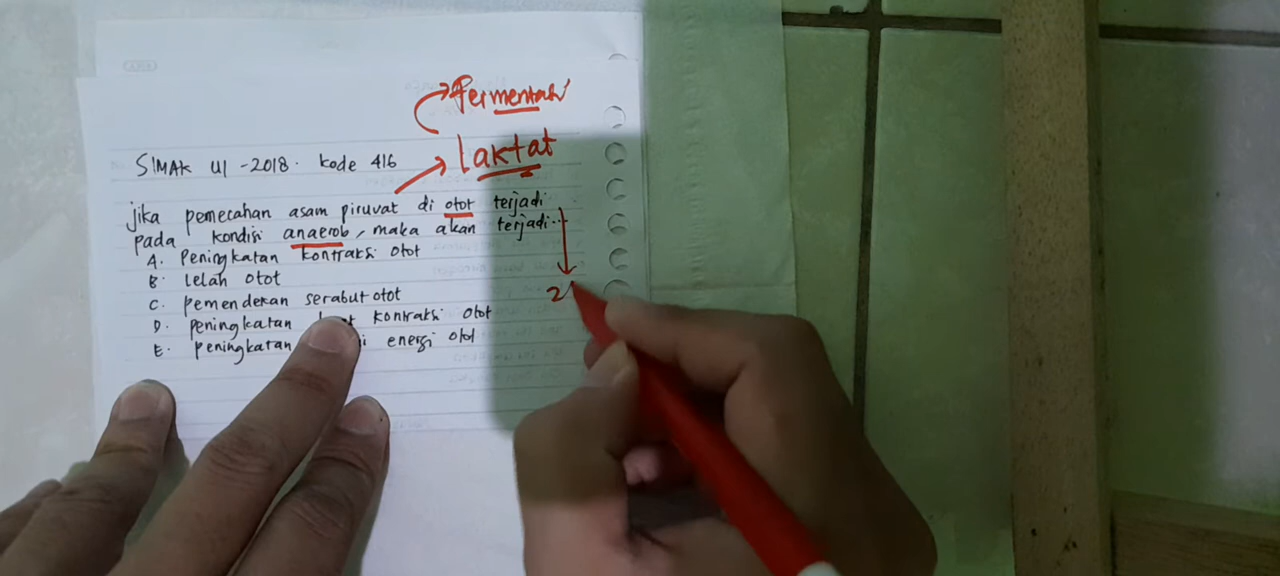 fermentasi
laktat
SIMAK UI - 2018. kode 416
jika pemecahan asam piruvat di otot terjadi
pada kondisi anaerob, maka akan terjadi...
A. Peningkatan kontraksi otot
B. Lelah otot
C. pemendekan serabut otot
D. peningkatan kontraksi otot
E. peningkatan energi otot
2